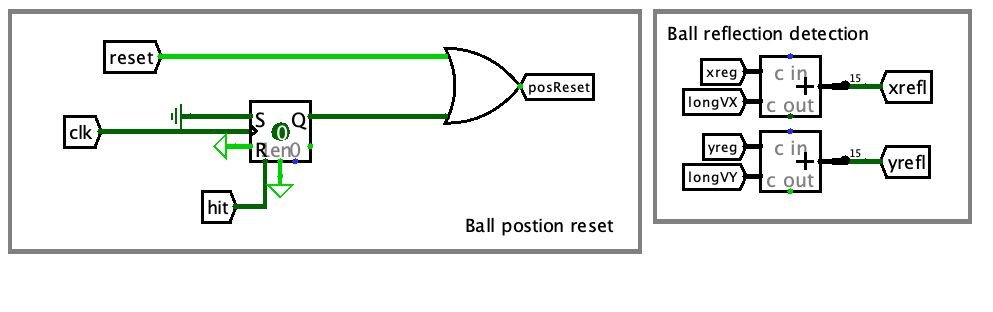 reset
posReset
clk
S Q
0
R en
hit
Ball postion reset
Ball reflection detection
xreg
c in
15
xrefl
longVX
c out
yreg
c in
15
yrefl
longVY
c out